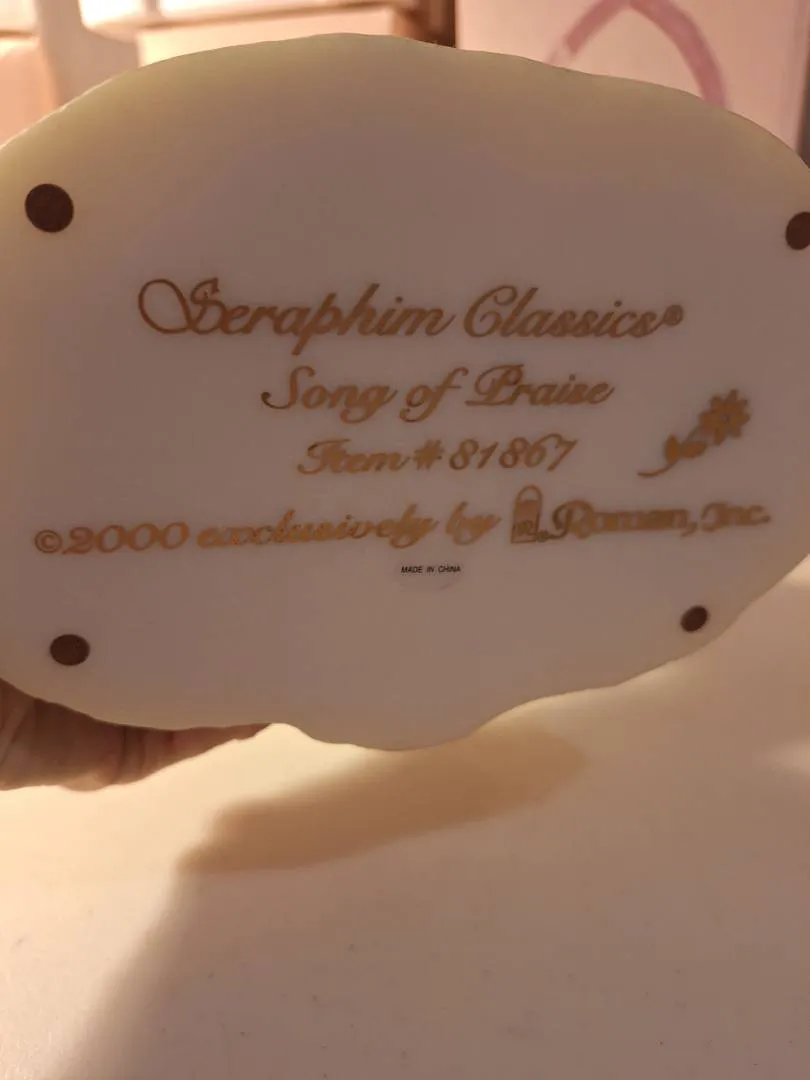 Seraphim Classics®
Song of Praise
Item # 81867
©2000 exclusively by R® Roman, Inc.
MADE IN CHINA